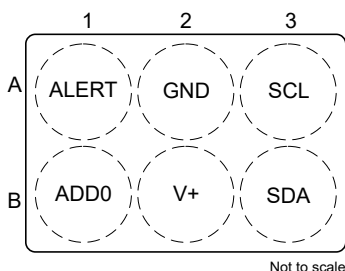 1 2 3
A ALERT GND SCL
B ADD0 V+ SDA
Not to scale